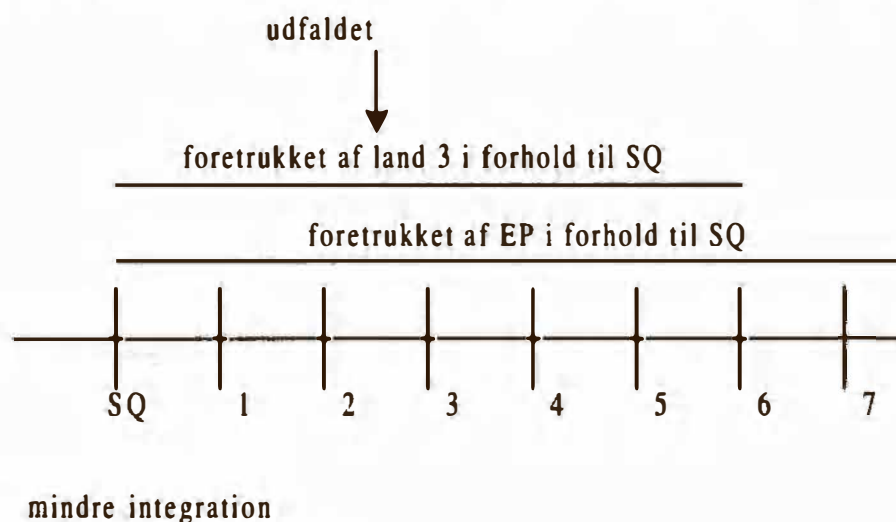 udfaldet
foretrukket af land 3 i forhold til SQ
foretrukket af EP i forhold til SQ
SQ 1 2 3 4 5 6 7
mindre integration